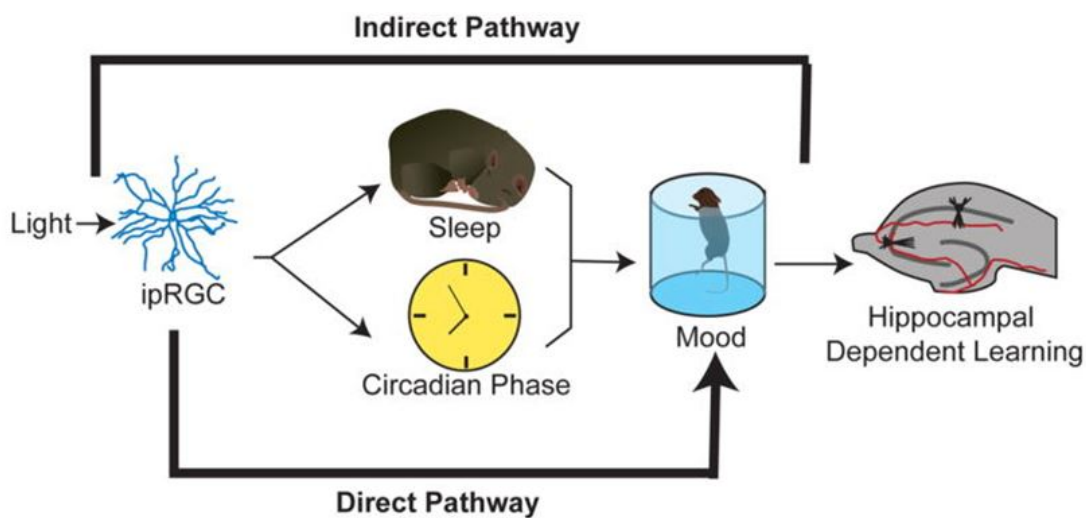 Indirect Pathway
Light
ipRGC
Sleep
Circadian Phase
Mood
Hippocampal
Dependent Learning
Direct Pathway